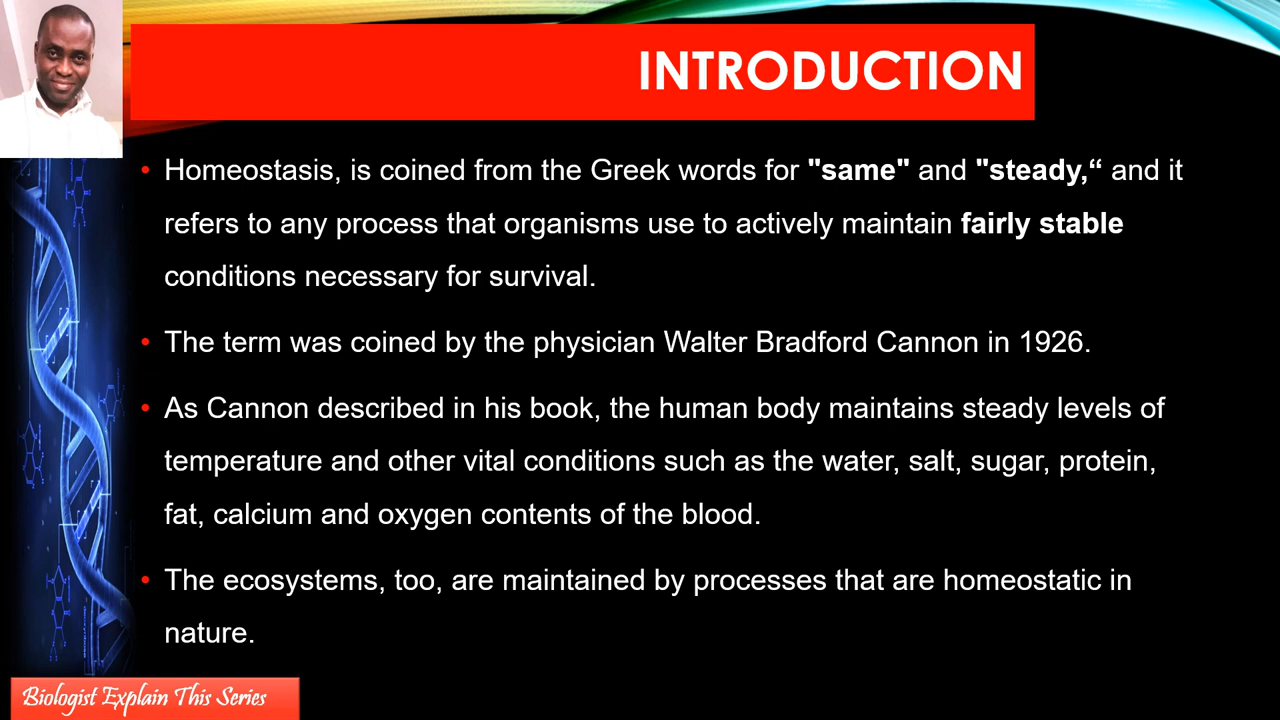 INTRODUCTION
• Homeostasis, is coined from the Greek words for "same" and "steady,“ and it
refers to any process that organisms use to actively maintain fairly stable
conditions necessary for survival.
• The term was coined by the physician Walter Bradford Cannon in 1926.
• As Cannon described in his book, the human body maintains steady levels of
temperature and other vital conditions such as the water, salt, sugar, protein,
fat, calcium and oxygen contents of the blood.
• The ecosystems, too, are maintained by processes that are homeostatic in
nature.
Biologist Explain This Series